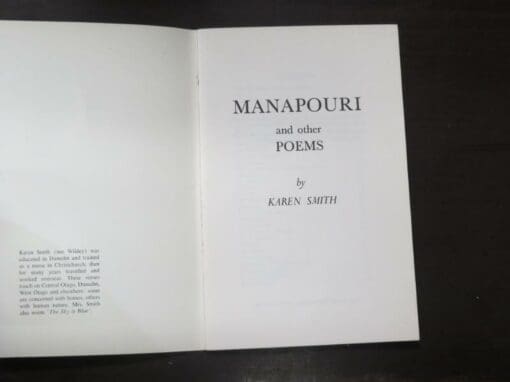 Karen Smith (nee Wildey) was
educated in Dunedin and trained
as a nurse in Christchurch, then
for many years travelled and
worked overseas. These verses
touch on Central Otago, Dunedin,
West Otago and elsewhere: some
are concerned with homes, others
with human nature. Mrs. Smith
also wrote 'The Sky is Blue'.
MANAPOURI
and other
POEMS
by
KAREN SMITH